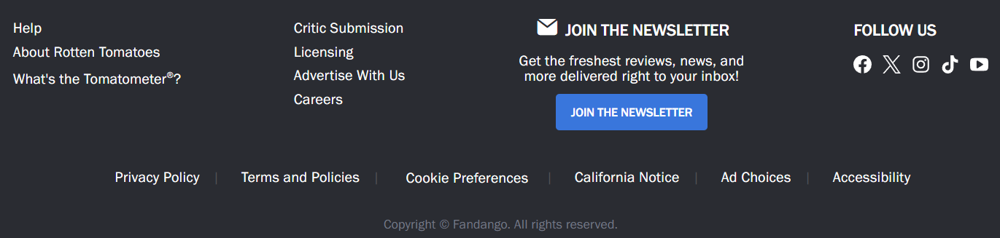 Help
About Rotten Tomatoes
What's the Tomatometer®?
Critic Submission
Licensing
Advertise With Us
Careers
JOIN THE NEWSLETTER
Get the freshest reviews, news, and
more delivered right to your inbox!
JOIN THE NEWSLETTER
FOLLOW US
Privacy Policy | Terms and Policies | Cookie Preferences | California Notice | Ad Choices | Accessibility
Copyright © Fandango. All rights reserved.